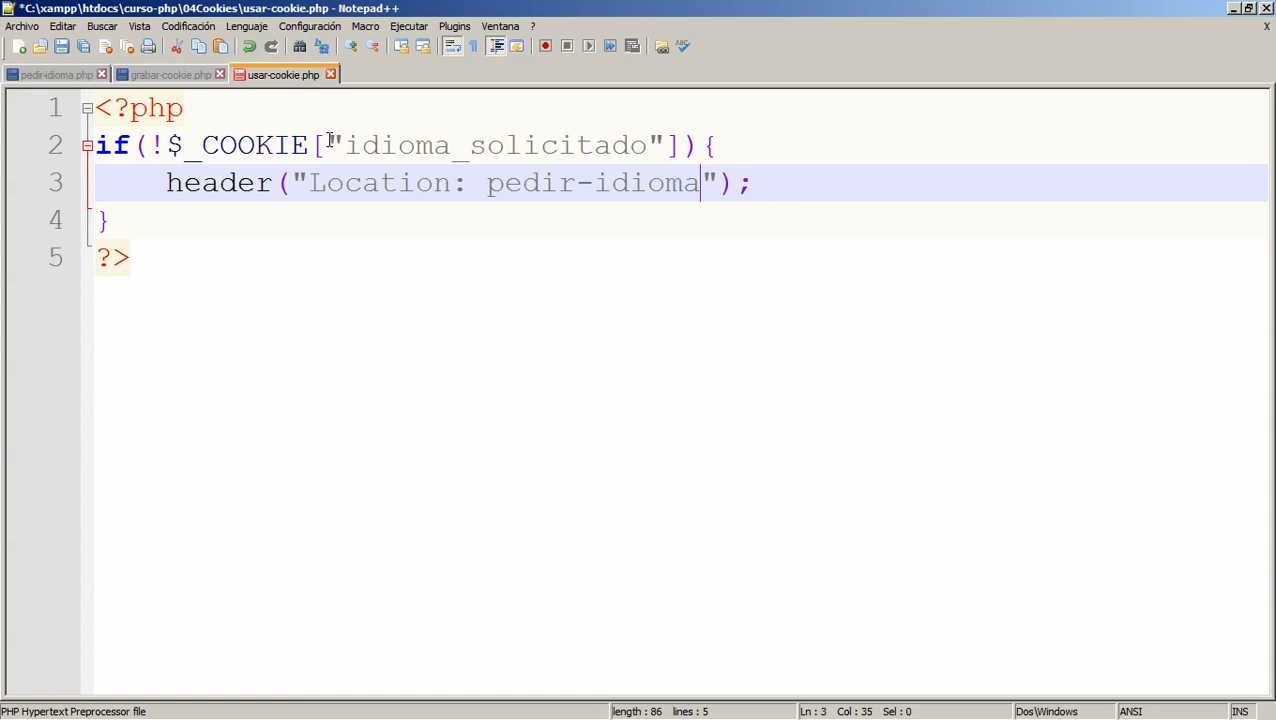 *C:\xampp\htdocs\curso-php\04Cookies\usar-cookie.php - Notepad++
Archivo Editar Buscar Vista Codificación Lenguaje Configuración Macro Ejecutar Plugins Ventana ? X
pedir-idioma.php grabar-cookie.php usar-cookie.php
1 <?php
2 if(!$_COOKIE["idioma_solicitado"]){
3 header("Location: pedir-idioma");
4 }
5 ?>
PHP Hypertext Preprocessor file length : 86 lines : 5 Ln : 3 Col : 35 Sel : 0 Dos\Windows ANSI INS